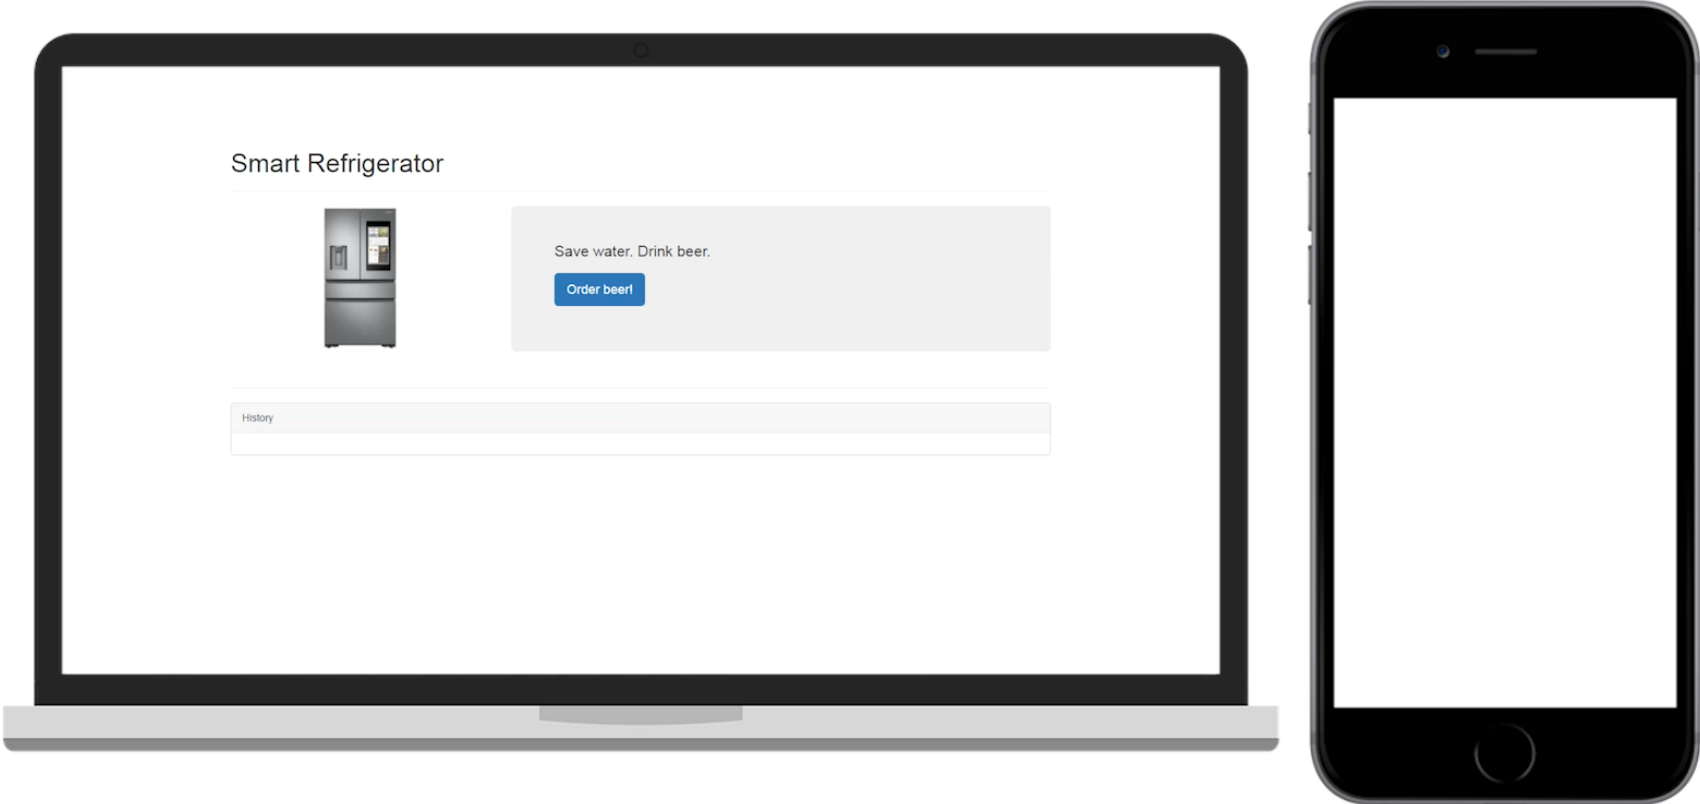 Smart Refrigerator
Save water. Drink beer.
Order beer!
History